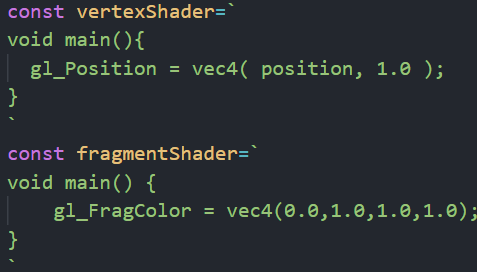 const vertexShader=`
void main(){
  gl_Position = vec4( position, 1.0 );
}
`
const fragmentShader=`
void main() {
    gl_FragColor = vec4(0.0,1.0,1.0,1.0);
}
`